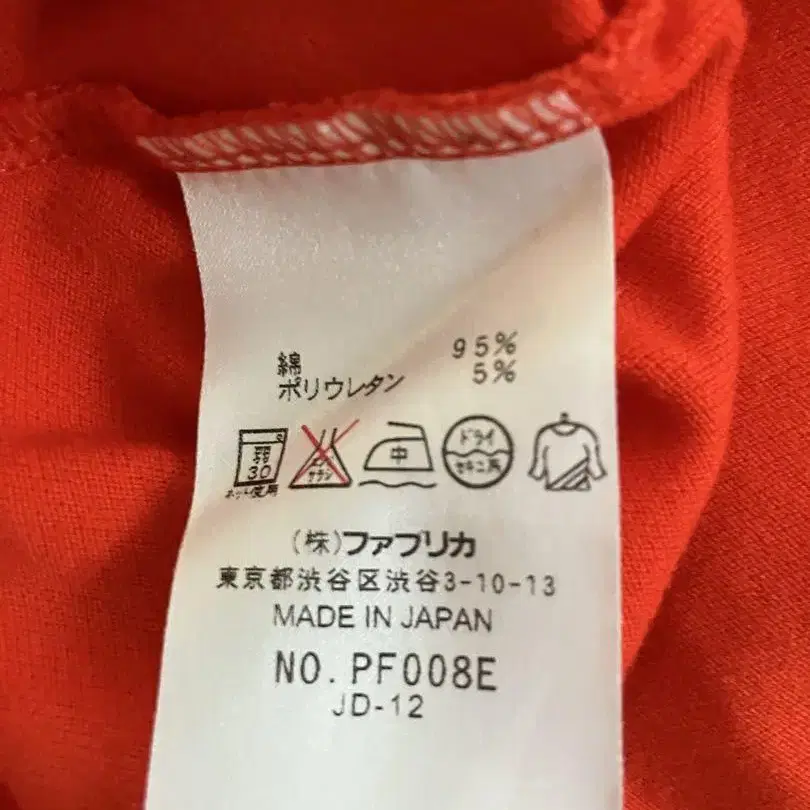 綿 95%
ポリウレタン 5%
弱
30
ネット使用
エンソ
サラシ
中
ドライ
セキユ系
(株)ファブリカ
東京都渋谷区渋谷3-10-13
MADE IN JAPAN
NO. PF008E
JD-12